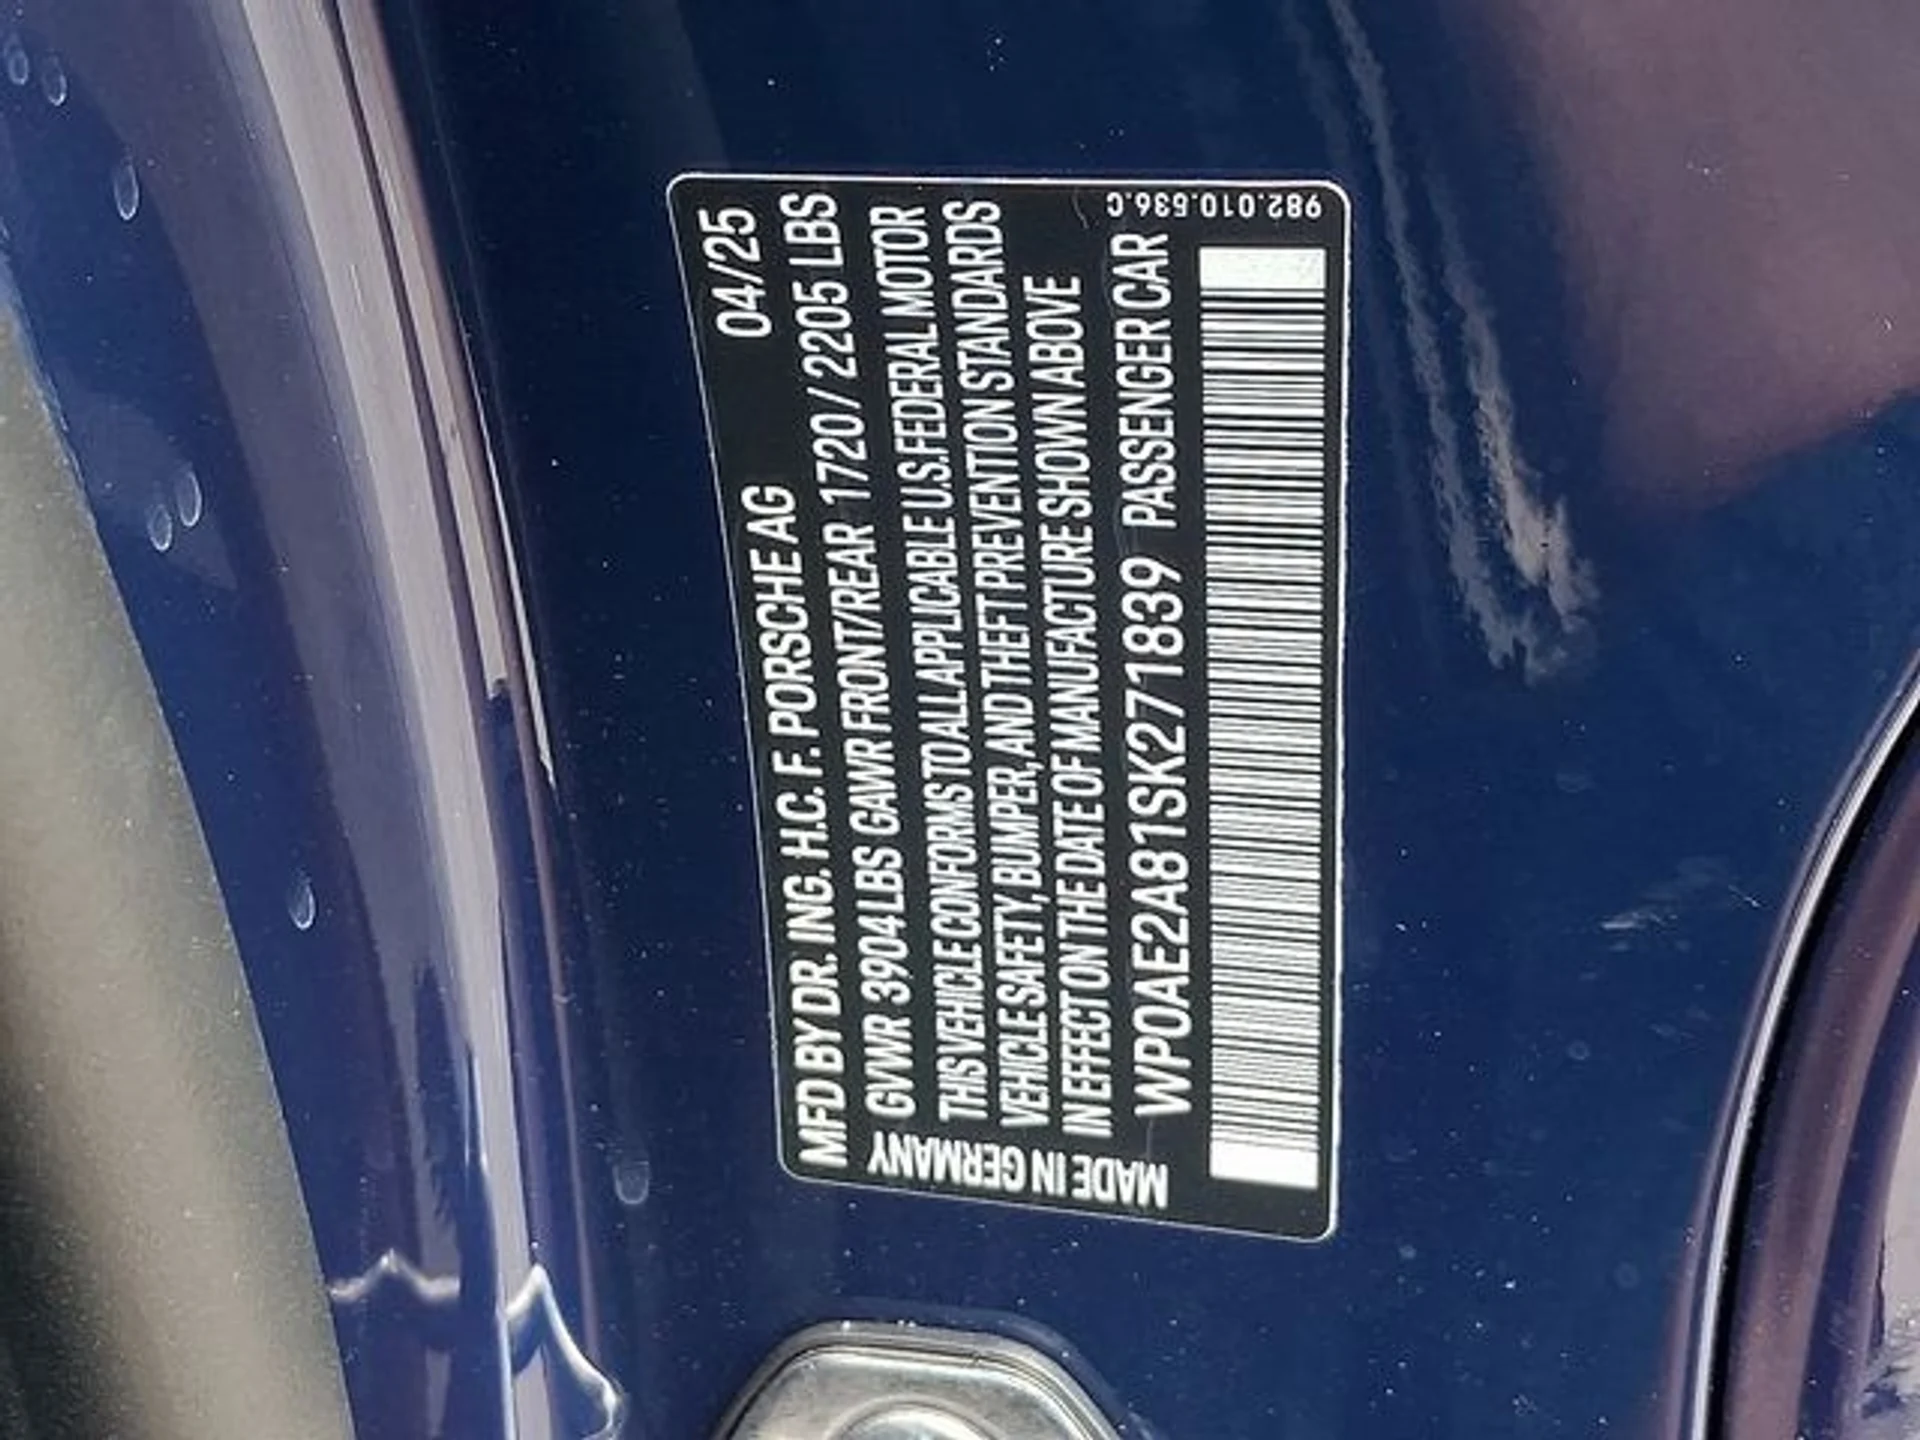 MFD BY DR. ING. H.C. F. PORSCHE AG 04/25
GVWR 3904 LBS GAWR FRONT/REAR 1720/2205 LBS
THIS VEHICLE CONFORMS TO ALL APPLICABLE U.S. FEDERAL MOTOR
VEHICLE SAFETY, BUMPER, AND THEFT PREVENTION STANDARDS
IN EFFECT ON THE DATE OF MANUFACTURE SHOWN ABOVE
WP0AE2A81SK271839 PASSENGER CAR
MADE IN GERMANY
982.010.536.C